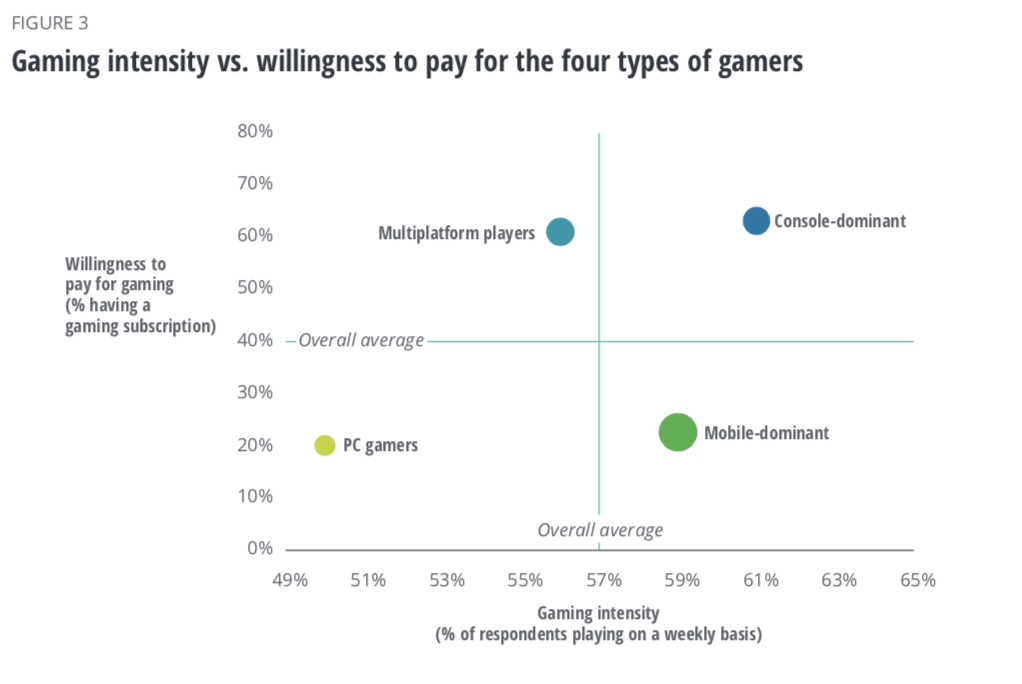 FIGURE 3
Gaming intensity vs. willingness to pay for the four types of gamers
80%
70%
Multiplatform players
Console-dominant
60%
Willingness to
pay for gaming
(% having a
gaming subscription)
50%
40%
Overall average
30%
20%
PC gamers
Mobile-dominant
10%
Overall average
0%
49% 51% 53% 55% 57% 59% 61% 63% 65%
Gaming intensity
(% of respondents playing on a weekly basis)